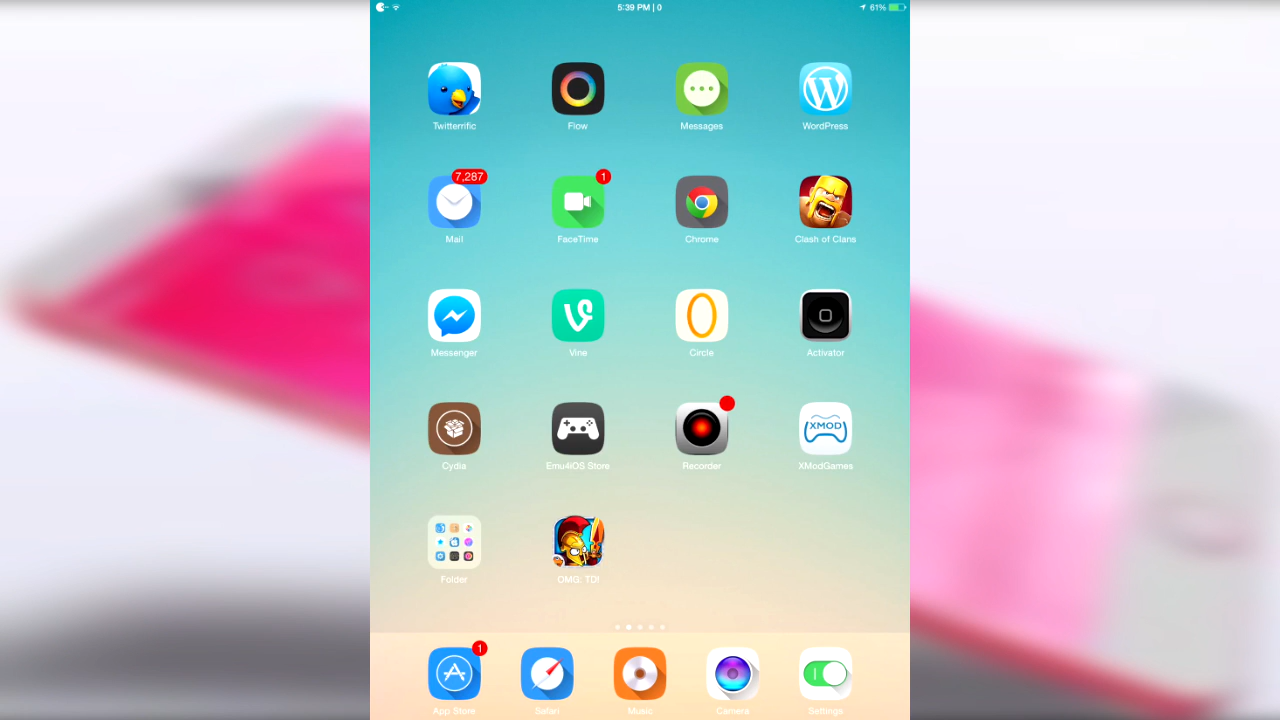 5:39 PM | 0
61%
Twitterrific
Flow
Messages
WordPress
7,287
1
Mail
FaceTime
Chrome
Clash of Clans
Messenger
Vine
Circle
Activator
XMOD
Cydia
Emu4iOS Store
Recorder
XModGames
Folder
OMG: TD!
1
App Store
Safari
Music
Camera
Settings